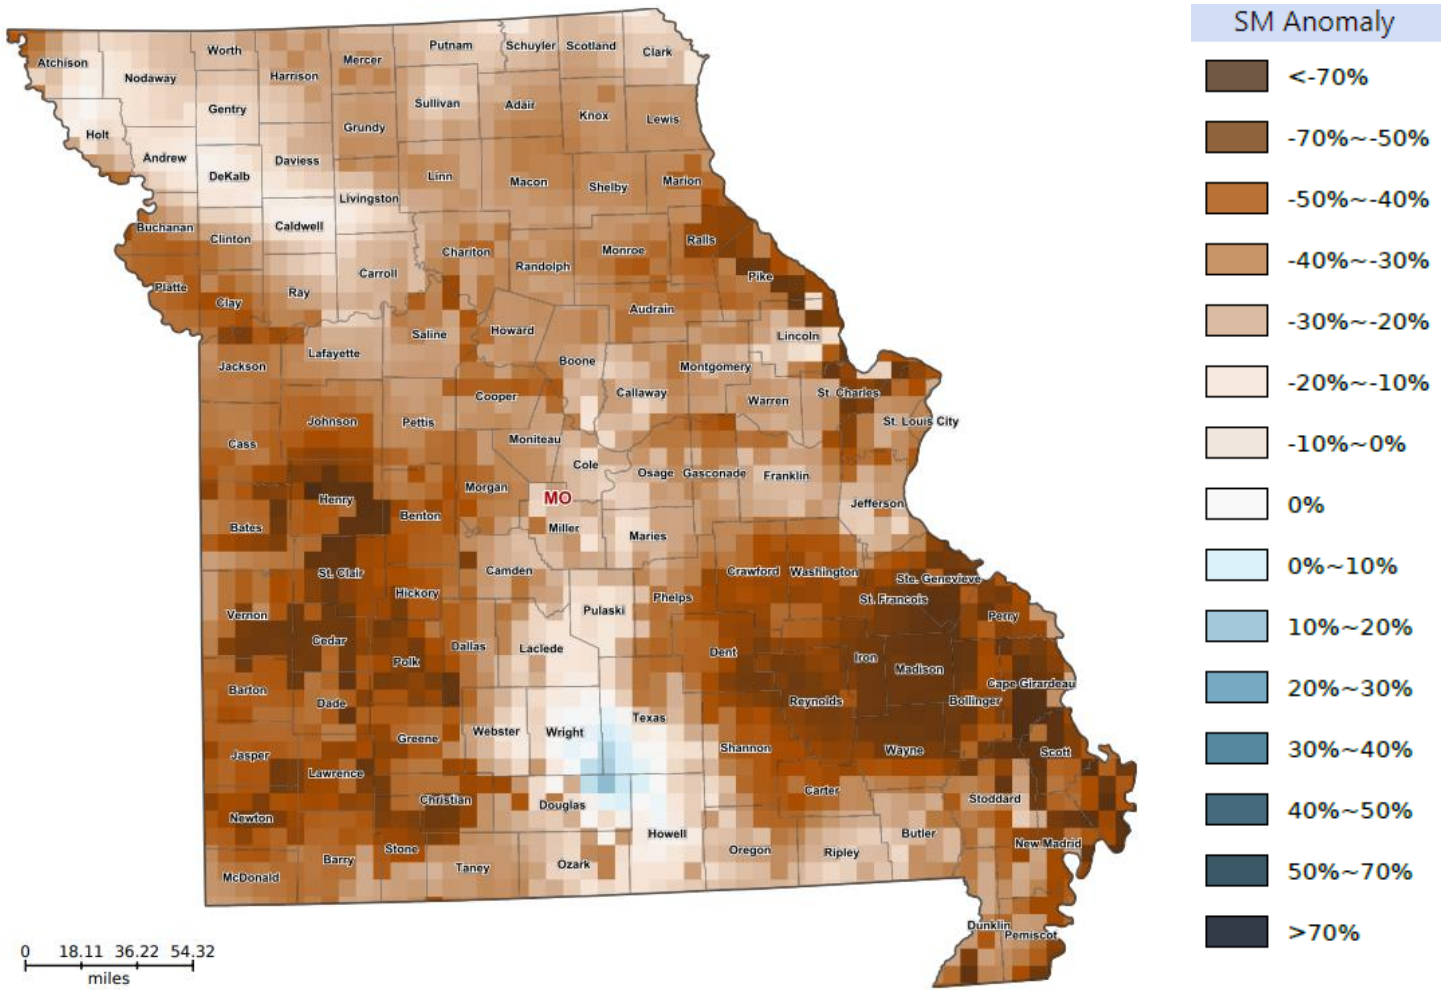 SM Anomaly
<-70%
-70%~-50%
-50%~-40%
-40%~-30%
-30%~-20%
-20%~-10%
-10%~0%
0%
0%~10%
10%~20%
20%~30%
30%~40%
40%~50%
50%~70%
>70%
Atchison
Nodaway
Worth
Harrison
Mercer
Putnam
Schuyler
Scotland
Clark
Holt
Gentry
Grundy
Sullivan
Adair
Knox
Lewis
Andrew
DeKalb
Daviess
Livingston
Linn
Macon
Shelby
Marion
Buchanan
Clinton
Caldwell
Carroll
Chariton
Randolph
Monroe
Ralls
Pike
Platte
Clay
Ray
Saline
Howard
Audrain
Lincoln
Jackson
Lafayette
Boone
Callaway
Montgomery
Warren
St. Charles
St. Louis City
Cooper
Johnson
Pettis
Cass
Moniteau
Cole
Osage
Gasconade
Franklin
Jefferson
Henry
Morgan
MO
Bates
Benton
Miller
Maries
St. Clair
Camden
Crawford
Washington
Ste. Genevieve
St. Francois
Hickory
Pulaski
Phelps
Vernon
Perry
Cedar
Dallas
Laclede
Polk
Dent
Iron
Madison
Cape Girardeau
Barton
Dade
Reynolds
Bollinger
Texas
Webster
Wright
Greene
Shannon
Wayne
Scott
Jasper
Lawrence
Christian
Douglas
Carter
Stoddard
Newton
Howell
Butler
New Madrid
Stone
Barry
Taney
Ozark
Oregon
Ripley
McDonald
Dunklin
Pemiscot
0 18.11 36.22 54.32
miles